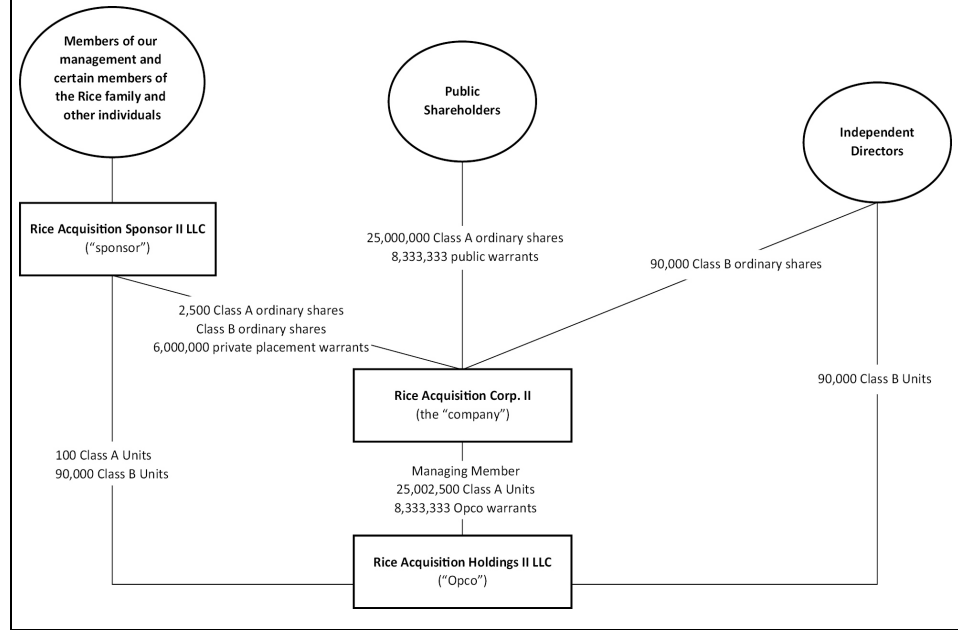 Members of our
management and
certain members of
the Rice family and
other individuals
Public
Shareholders
Independent
Directors
Rice Acquisition Sponsor II LLC
(“sponsor”)
25,000,000 Class A ordinary shares
8,333,333 public warrants
90,000 Class B ordinary shares
2,500 Class A ordinary shares
Class B ordinary shares
6,000,000 private placement warrants
90,000 Class B Units
Rice Acquisition Corp. II
(the “company”)
100 Class A Units
90,000 Class B Units
Managing Member
25,002,500 Class A Units
8,333,333 Opco warrants
Rice Acquisition Holdings II LLC
(“Opco”)